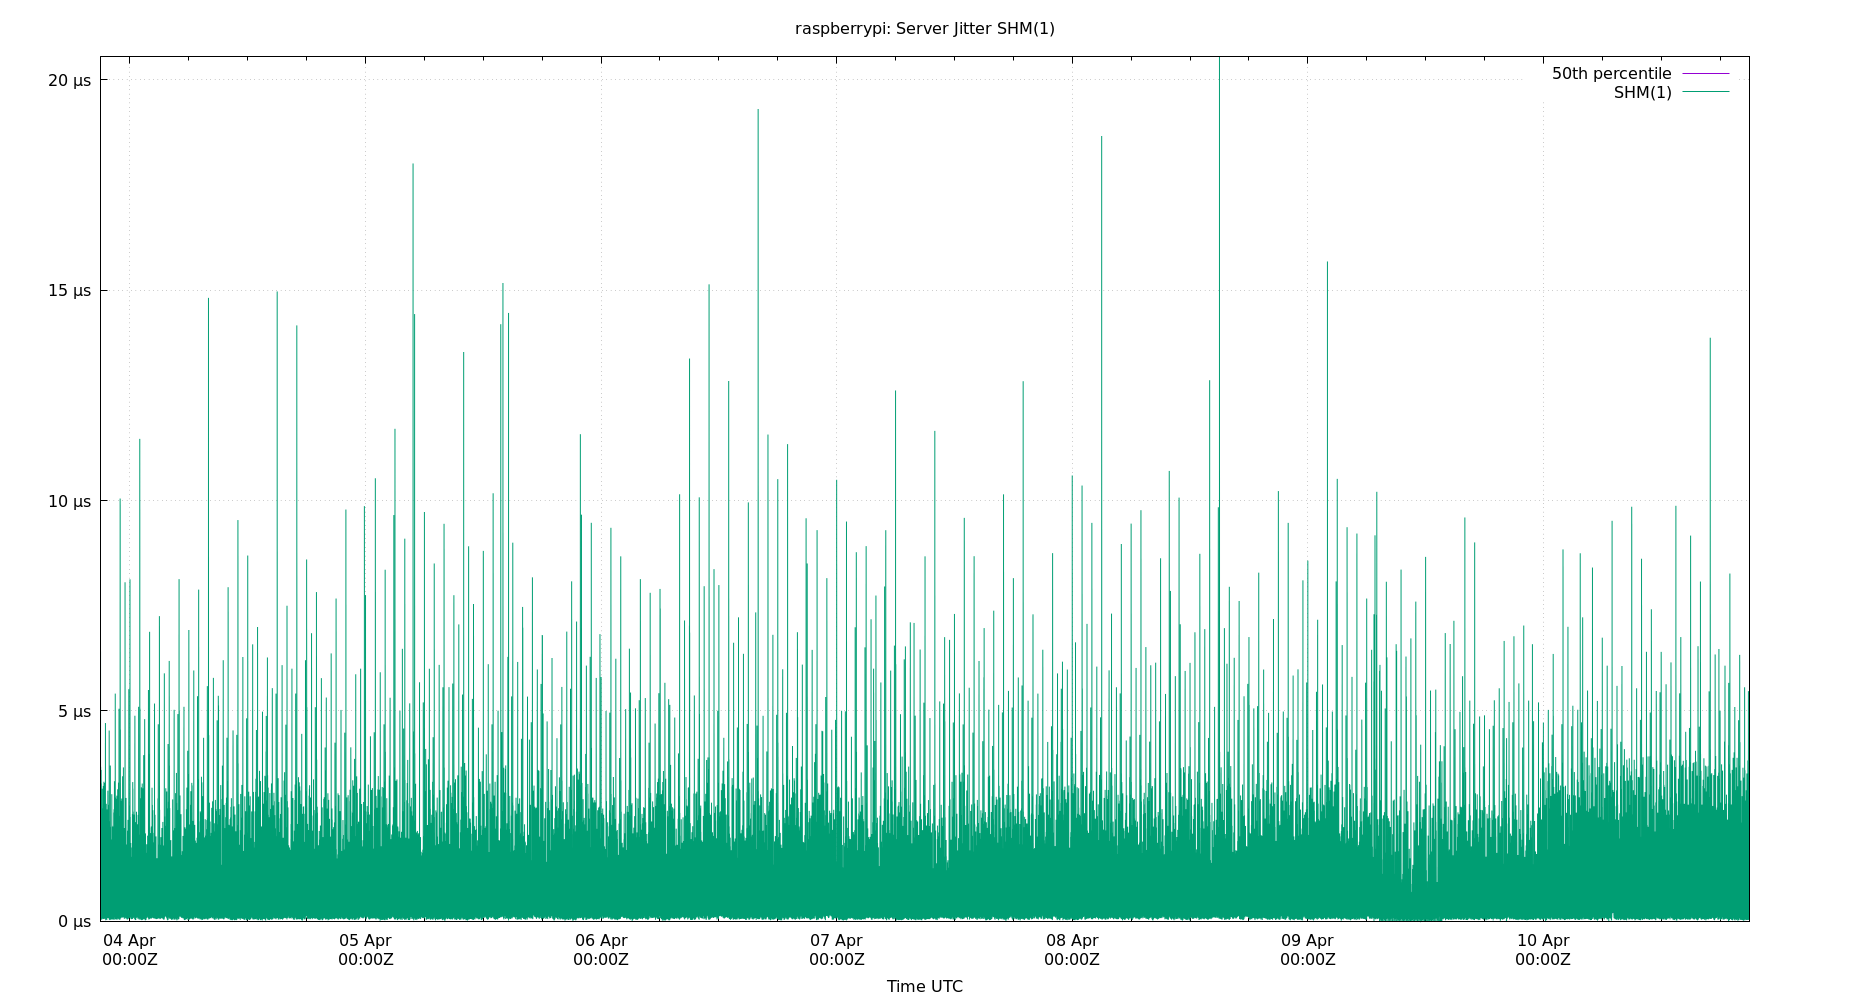 raspberrypi: Server Jitter SHM(1)
50th percentile
SHM(1)
20 µs
15 µs
10 µs
5 µs
0 µs
04 Apr 05 Apr 06 Apr 07 Apr 08 Apr 09 Apr 10 Apr
00:00Z 00:00Z 00:00Z 00:00Z 00:00Z 00:00Z 00:00Z
Time UTC